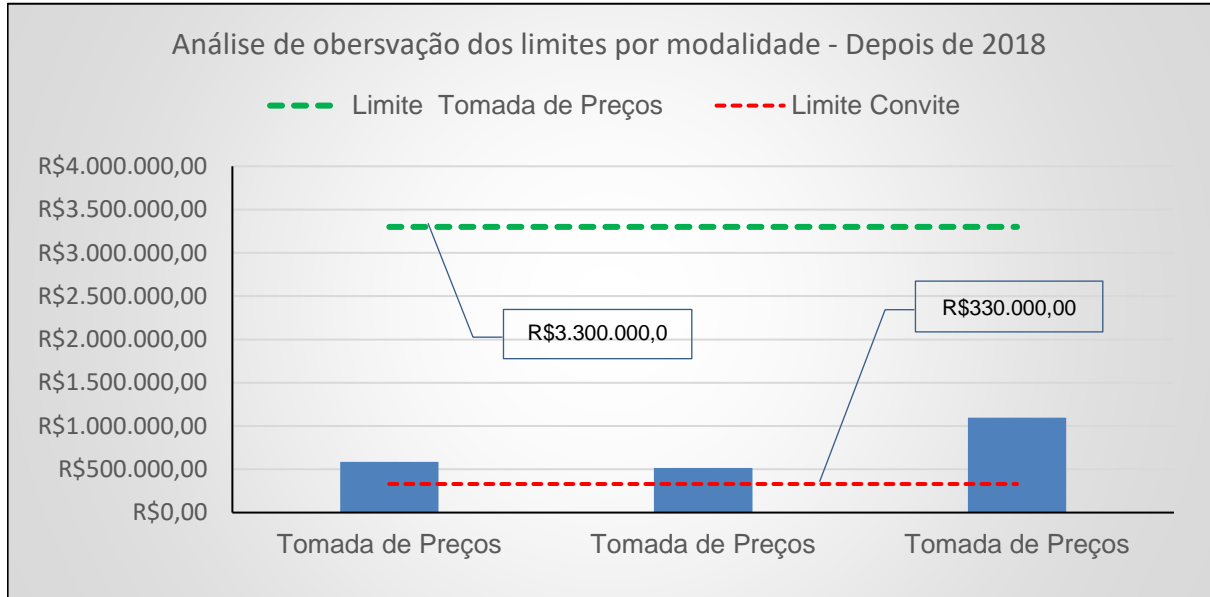 Análise de obersvação dos limites por modalidade - Depois de 2018
Limite Tomada de Preços
Limite Convite
R$4.000.000,00
R$3.500.000,00
R$3.000.000,00
R$2.500.000,00
R$2.000.000,00
R$1.500.000,00
R$1.000.000,00
R$500.000,00
R$0,00
R$3.300.000,0
R$330.000,00
Tomada de Preços
Tomada de Preços
Tomada de Preços